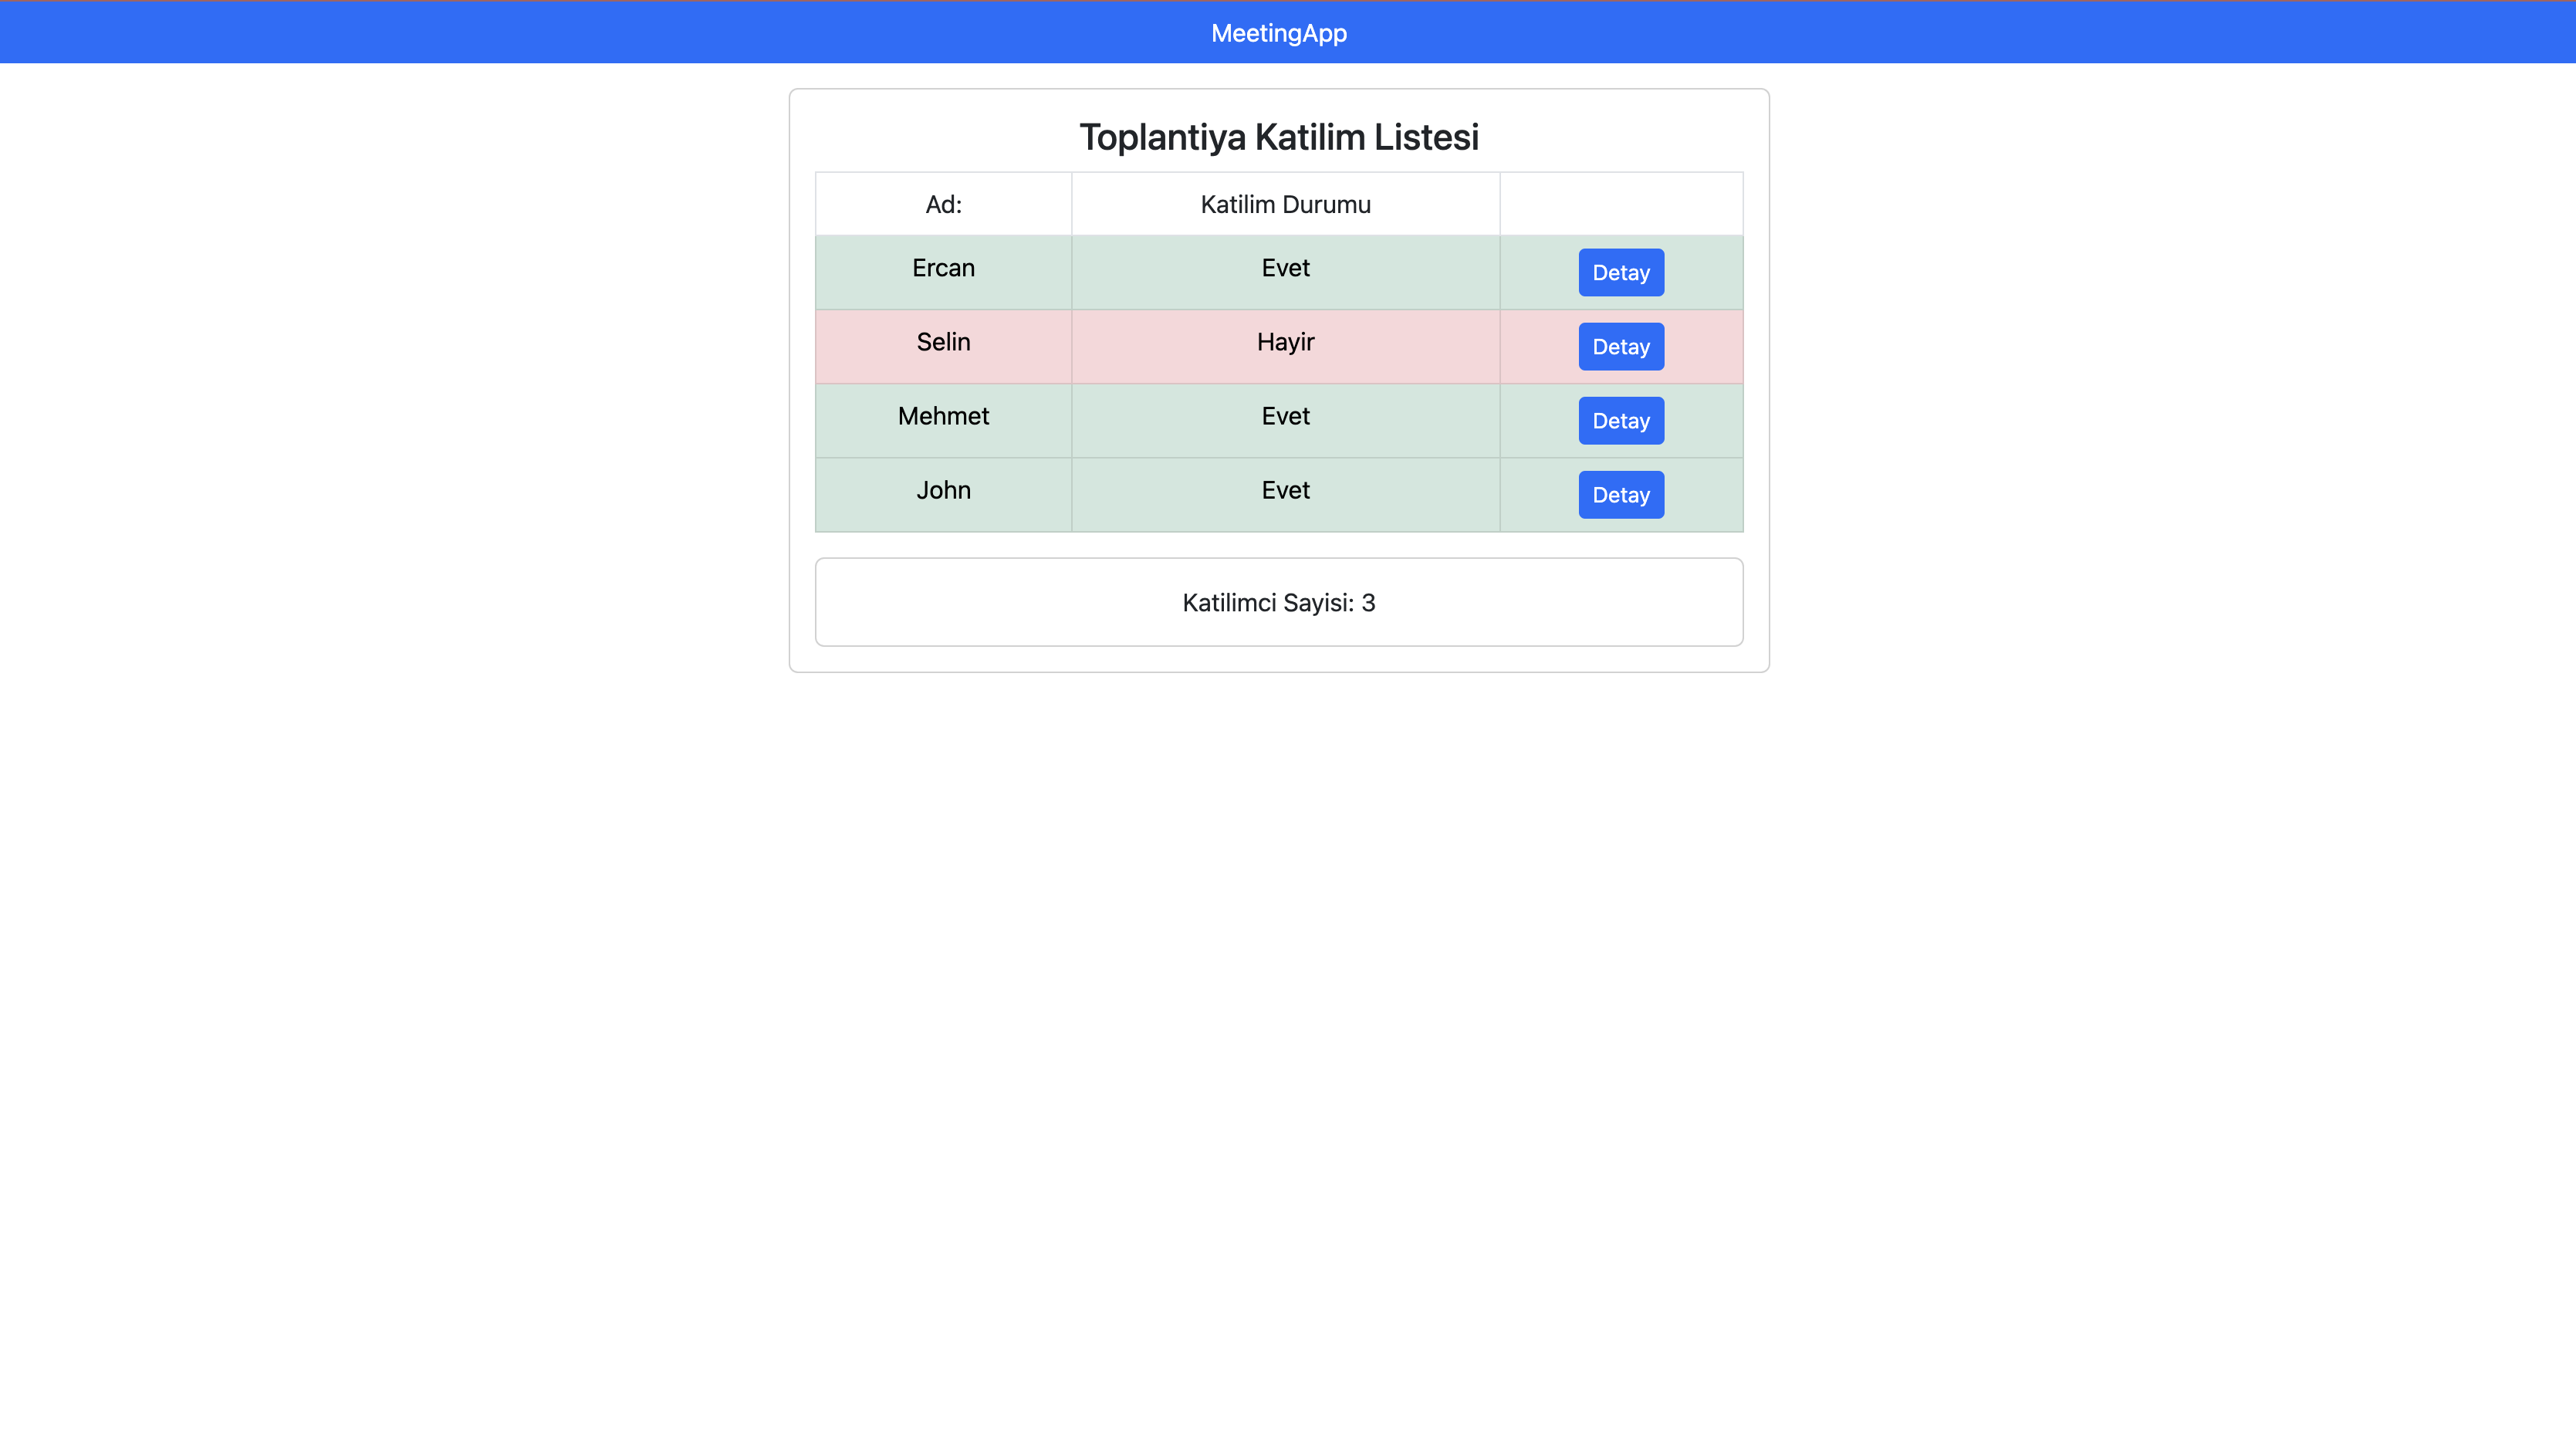 MeetingApp
Toplantiya Katilim Listesi
Ad: Katilim Durumu
Ercan Evet Detay
Selin Hayir Detay
Mehmet Evet Detay
John Evet Detay
Katilimci Sayisi: 3